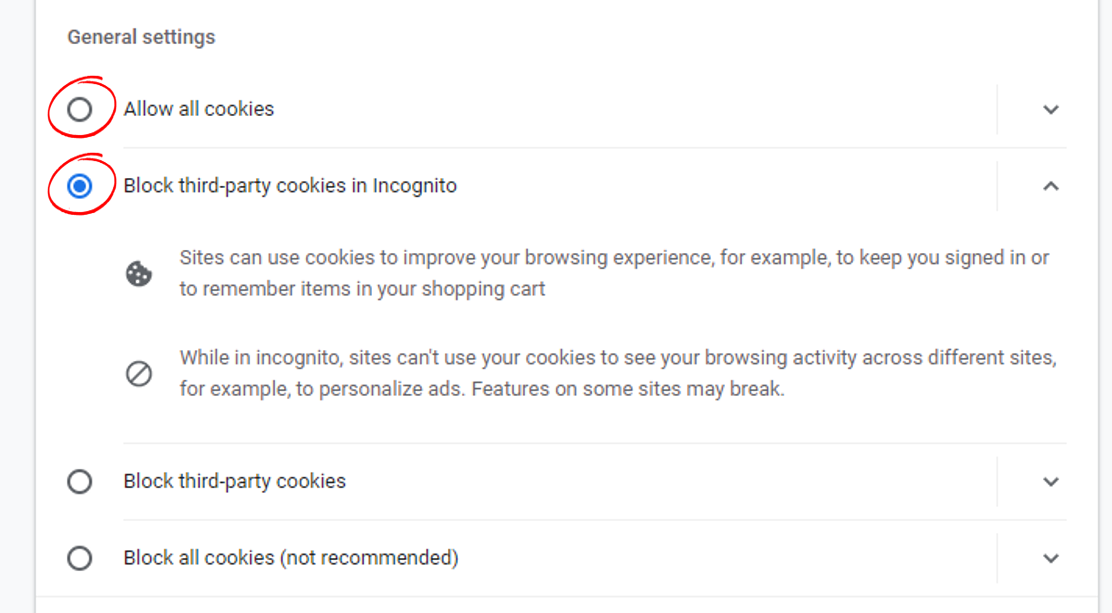 General settings
Allow all cookies
Block third-party cookies in Incognito
Sites can use cookies to improve your browsing experience, for example, to keep you signed in or
to remember items in your shopping cart
While in incognito, sites can't use your cookies to see your browsing activity across different sites,
for example, to personalize ads. Features on some sites may break.
Block third-party cookies
Block all cookies (not recommended)